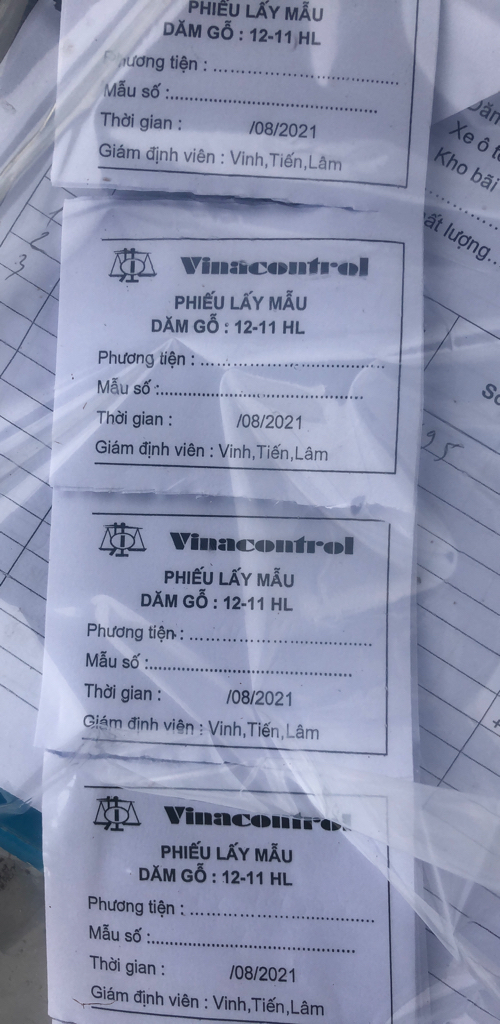 PHIẾU LẤY MẪU
DĂM GỖ : 12-11 HL
Phương tiện : ........................................
Mẫu số :.............................................
Thời gian : /08/2021
Giám định viên : Vinh,Tiến,Lâm
Vinacontrol
PHIẾU LẤY MẪU
DĂM GỖ : 12-11 HL
Phương tiện : ........................................
Mẫu số :.............................................
Thời gian : /08/2021
Giám định viên : Vinh,Tiến,Lâm
Vinacontrol
PHIẾU LẤY MẪU
DĂM GỖ : 12-11 HL
Phương tiện : ........................................
Mẫu số :.............................................
Thời gian : /08/2021
Giám định viên : Vinh,Tiến,Lâm
Vinacontrol
PHIẾU LẤY MẪU
DĂM GỖ : 12-11 HL
Phương tiện : ........................................
Mẫu số :.............................................
Thời gian : /08/2021
Giám định viên : Vinh,Tiến,Lâm
Xe ô
Kho bãi
lượng..
2
3
95